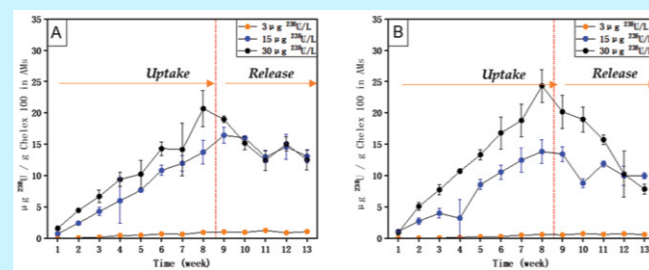 A
3 μg ²³⁸U/L
15 μg ²³⁸U/L
30 μg ²³⁸U/L
Uptake
Release
μg ²³⁸U / g Chelex 100 in AMs
35
30
25
20
15
10
5
0
1 2 3 4 5 6 7 8 9 10 11 12 13
Time (week)
B
3 μg ²³⁸U/L
15 μg ²³⁸U/L
30 μg ²³⁸U/L
Uptake
Release
μg ²³⁸U / g Chelex 100 in AMs
35
30
25
20
15
10
5
0
1 2 3 4 5 6 7 8 9 10 11 12 13
Time (week)